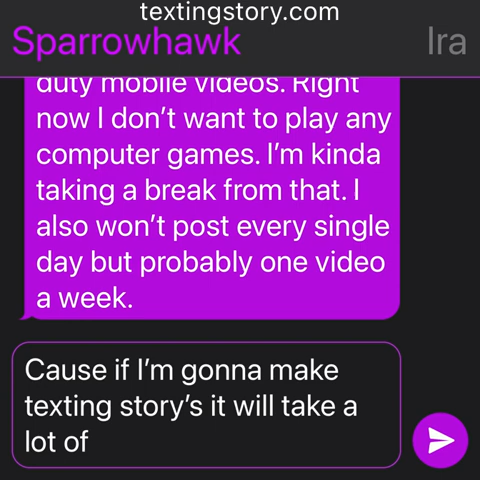 textingstory.com
Sparrowhawk
Ira
duty mobile videos. Right
now I don’t want to play any
computer games. I’m kinda
taking a break from that. I
also won’t post every single
day but probably one video
a week.
Cause if I’m gonna make
texting story’s it will take a
lot of